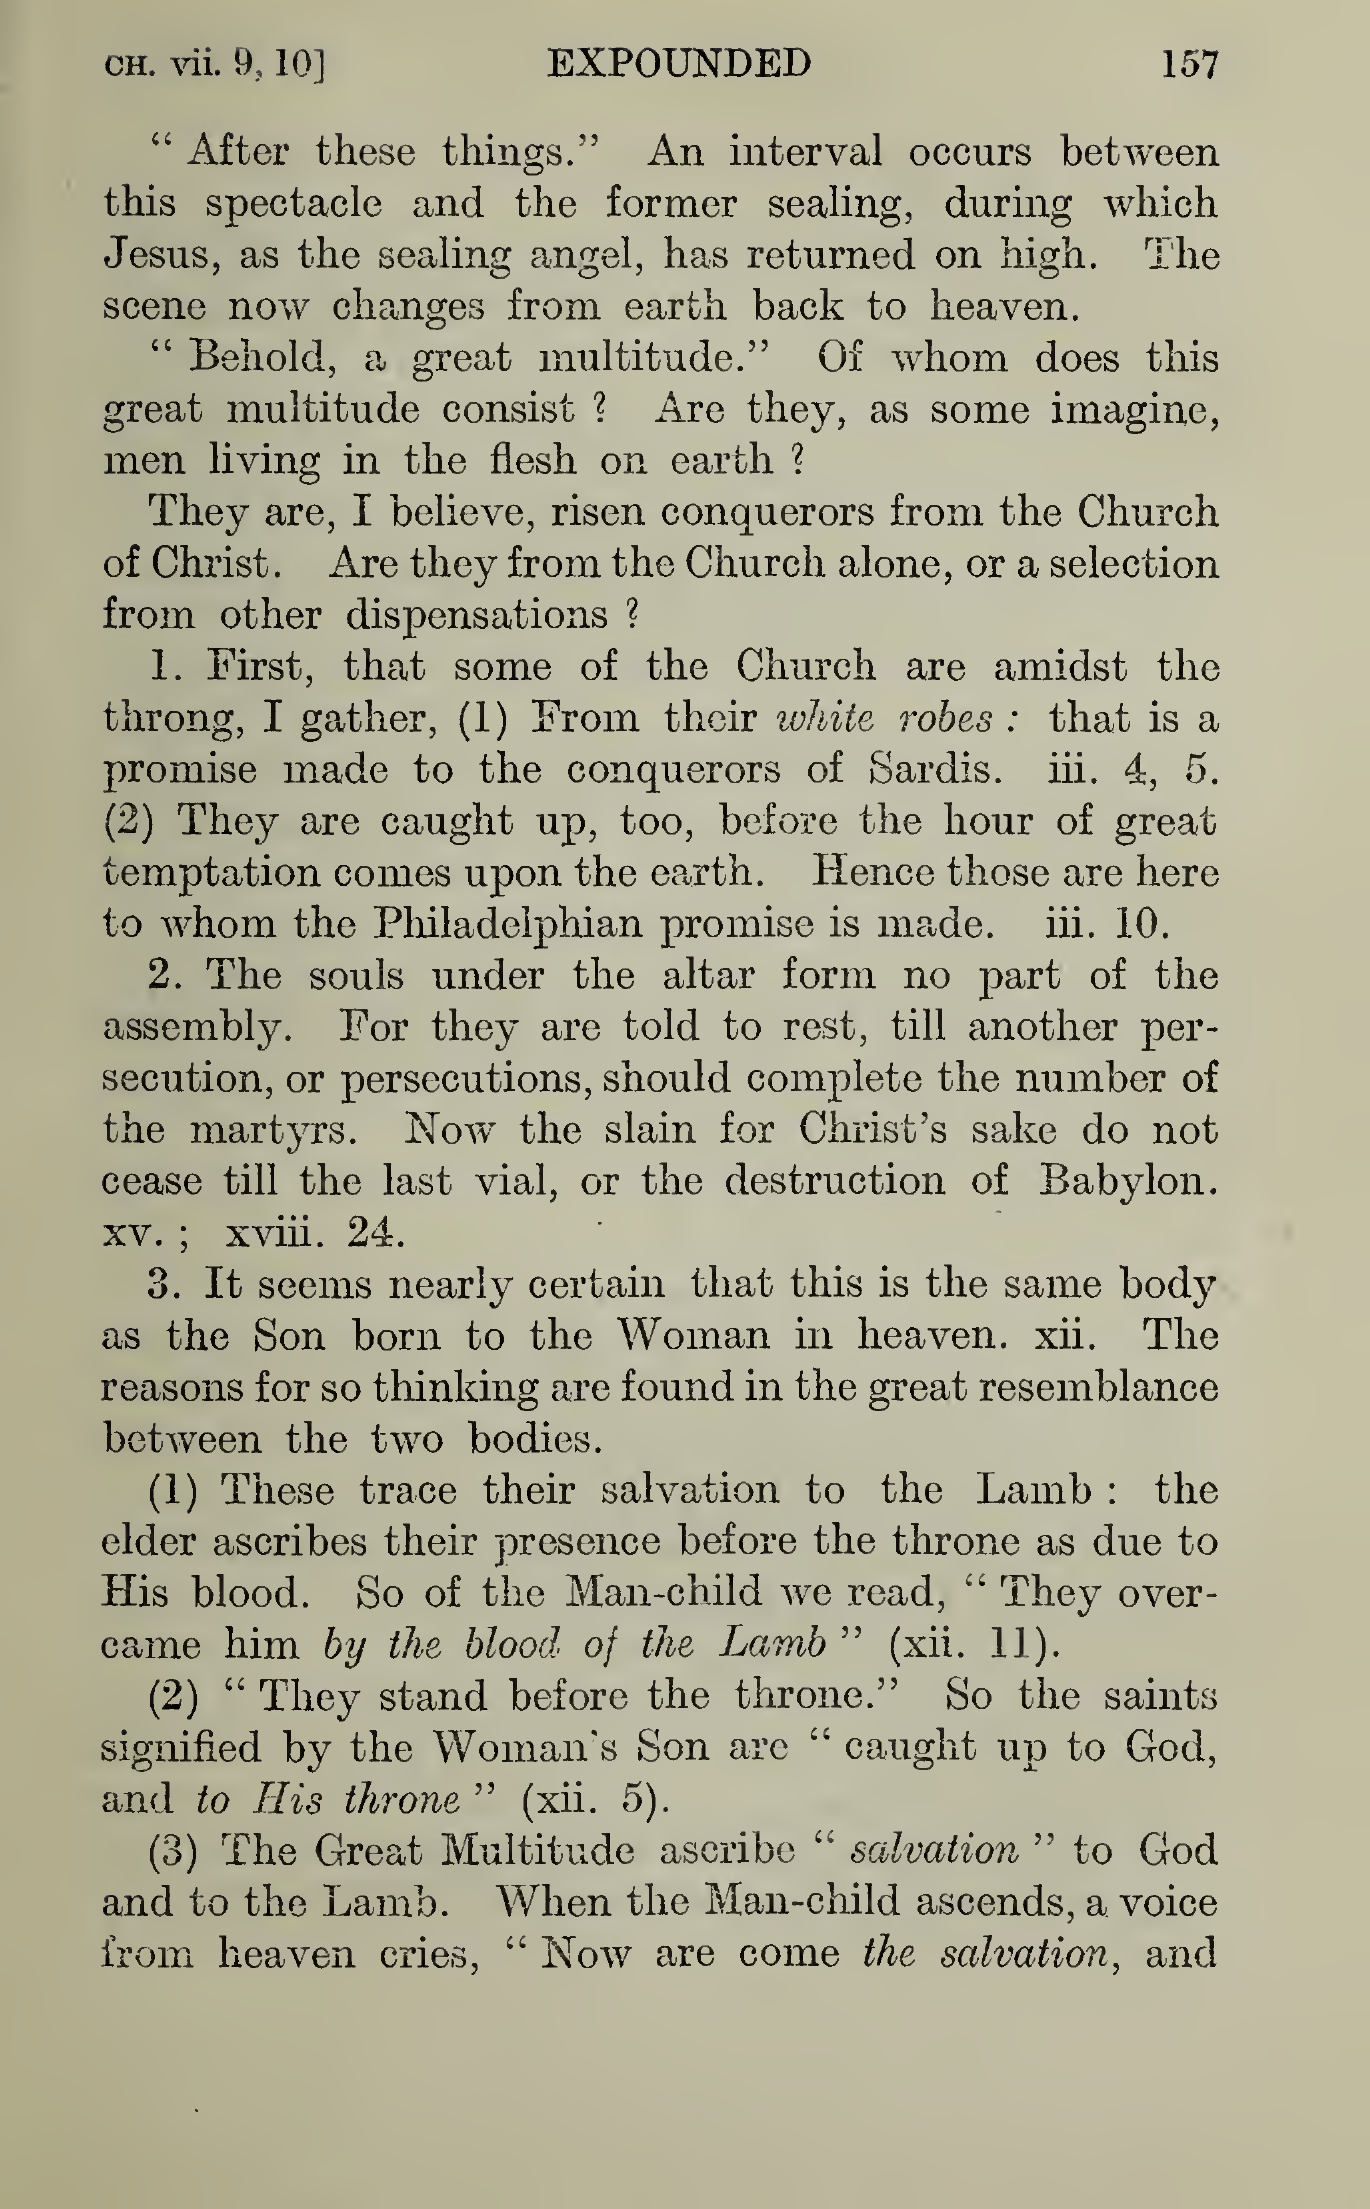 CH. vii. 9, 10] EXPOUNDED 157
“ After these things.” An interval occurs between
this spectacle and the former sealing, during which
Jesus, as the sealing angel, has returned on high. The
scene now changes from earth back to heaven.
“ Behold, a great multitude.” Of whom does this
great multitude consist ? Are they, as some imagine,
men living in the flesh on earth ?
They are, I believe, risen conquerors from the Church
of Christ. Are they from the Church alone, or a selection
from other dispensations ?
1. First, that some of the Church are amidst the
throng, I gather, (1) From their white robes : that is a
promise made to the conquerors of Sardis. iii. 4, 5.
(2) They are caught up, too, before the hour of great
temptation comes upon the earth. Hence those are here
to whom the Philadelphian promise is made. iii. 10.
2. The souls under the altar form no part of the
assembly. For they are told to rest, till another per-
secution, or persecutions, should complete the number of
the martyrs. Now the slain for Christ’s sake do not
cease till the last vial, or the destruction of Babylon.
xv. ; xviii. 24.
3. It seems nearly certain that this is the same body
as the Son born to the Woman in heaven. xii. The
reasons for so thinking are found in the great resemblance
between the two bodies.
(1) These trace their salvation to the Lamb : the
elder ascribes their presence before the throne as due to
His blood. So of the Man-child we read, “ They over-
came him by the blood of the Lamb ” (xii. 11).
(2) “ They stand before the throne.” So the saints
signified by the Woman's Son are “ caught up to God,
and to His throne ” (xii. 5).
(3) The Great Multitude ascribe “ salvation ” to God
and to the Lamb. When the Man-child ascends, a voice
from heaven cries, “ Now are come the salvation, and